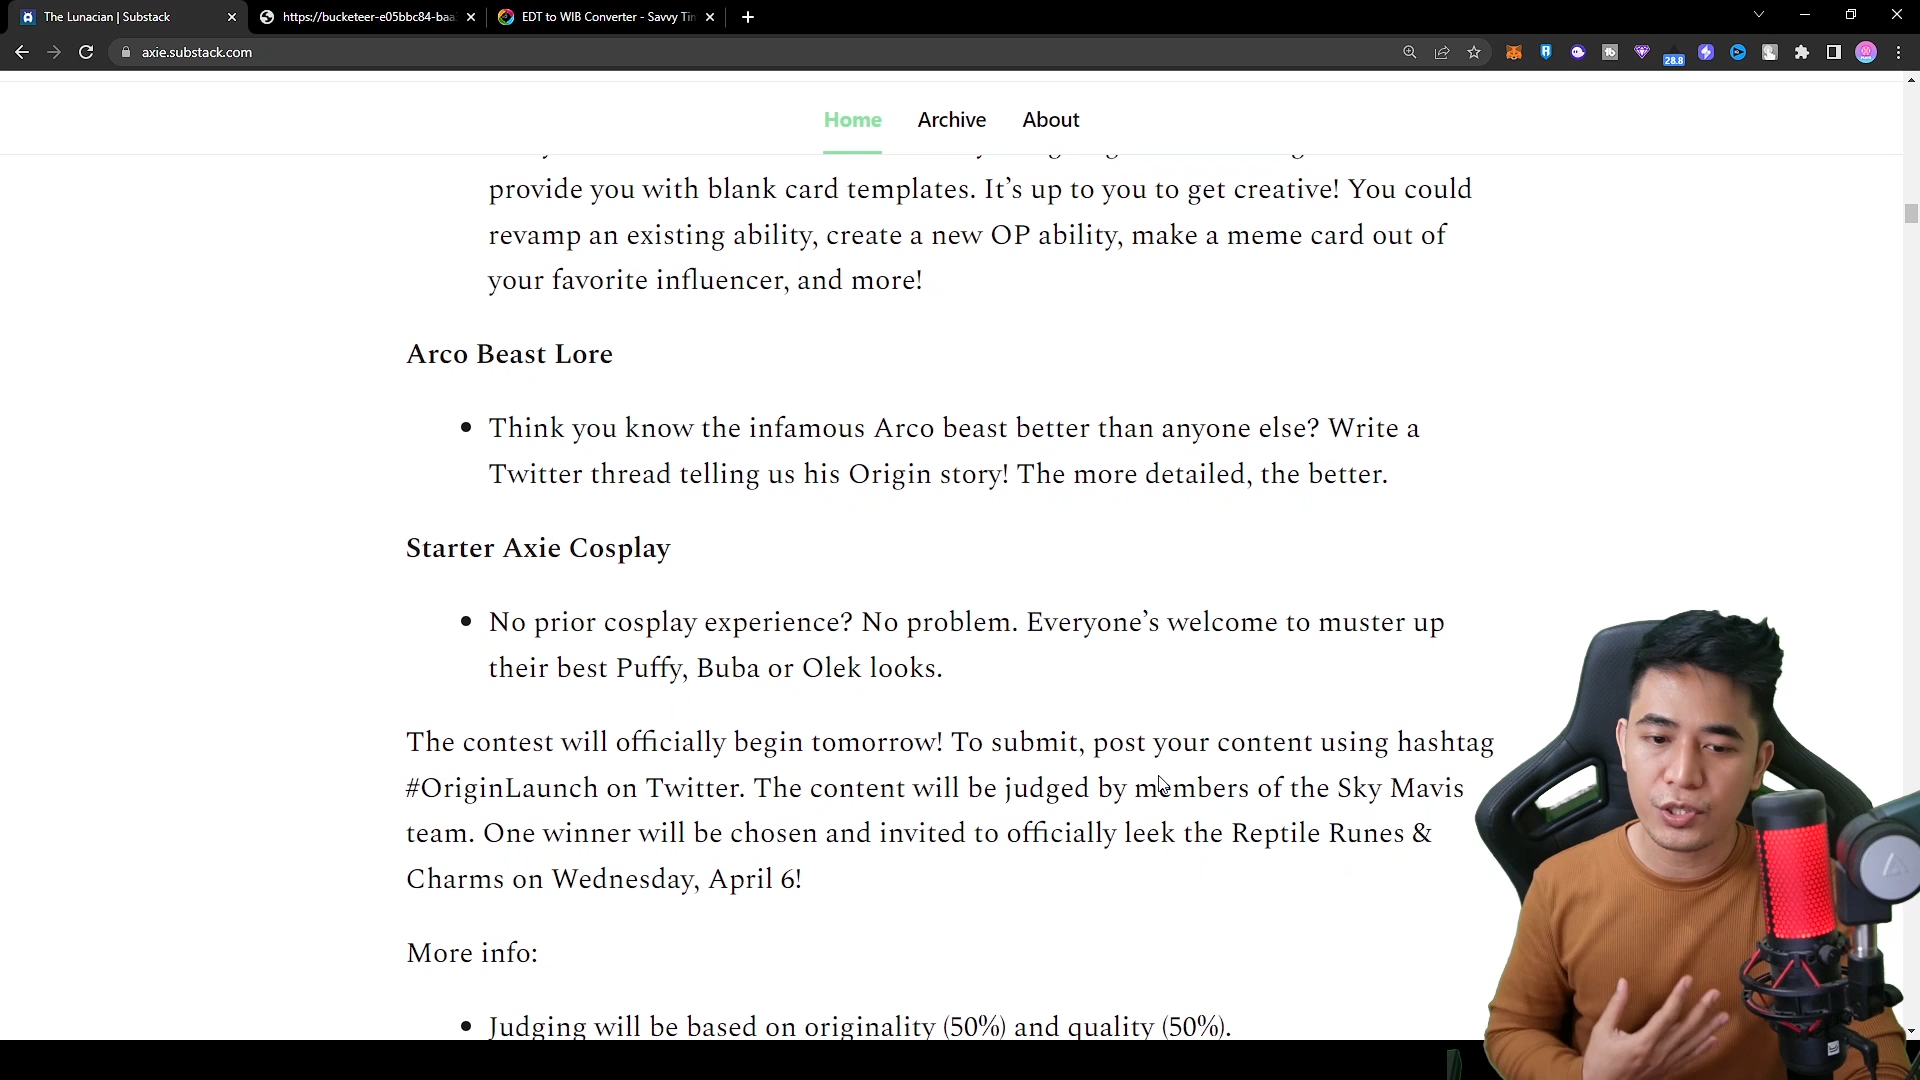 The Lunacian | Substack
https://bucketeer-e05bbc84-baa
EDT to WIB Converter - Savvy Tim
axie.substack.com
28.8
Home Archive About
provide you with blank card templates. It’s up to you to get creative! You could
revamp an existing ability, create a new OP ability, make a meme card out of
your favorite influencer, and more!
Arco Beast Lore
• Think you know the infamous Arco beast better than anyone else? Write a
Twitter thread telling us his Origin story! The more detailed, the better.
Starter Axie Cosplay
• No prior cosplay experience? No problem. Everyone’s welcome to muster up
their best Puffy, Buba or Olek looks.
The contest will officially begin tomorrow! To submit, post your content using hashtag
#OriginLaunch on Twitter. The content will be judged by members of the Sky Mavis
team. One winner will be chosen and invited to officially leek the Reptile Runes &
Charms on Wednesday, April 6!
More info:
• Judging will be based on originality (50%) and quality (50%).